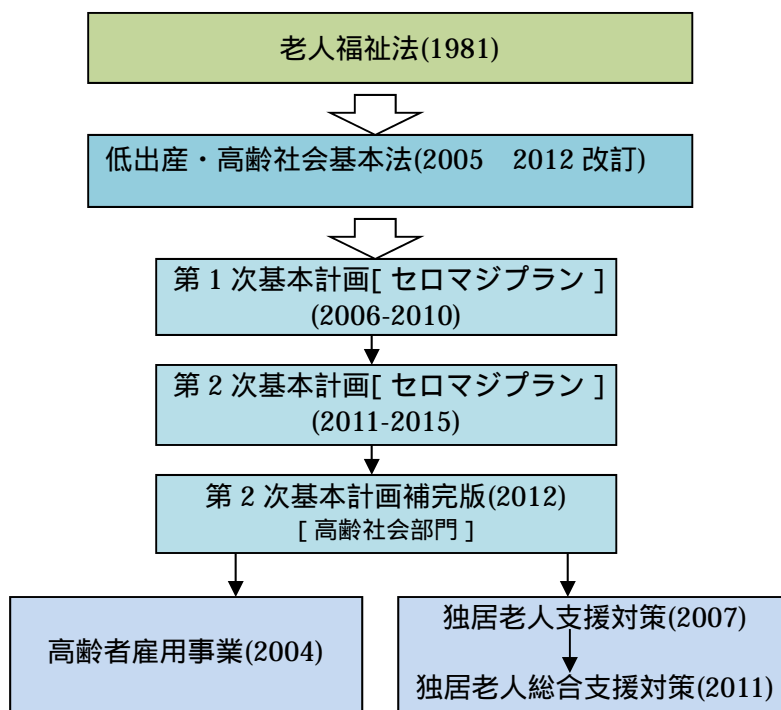 老人福祉法(1981)
低出産・高齢社会基本法(2005　2012 改訂)
第 1 次基本計画[ セロマジプラン ]
(2006-2010)
第 2 次基本計画[ セロマジプラン ]
(2011-2015)
第 2 次基本計画補完版(2012)
[ 高齢社会部門 ]
高齢者雇用事業(2004)
独居老人支援対策(2007)
独居老人総合支援対策(2011)